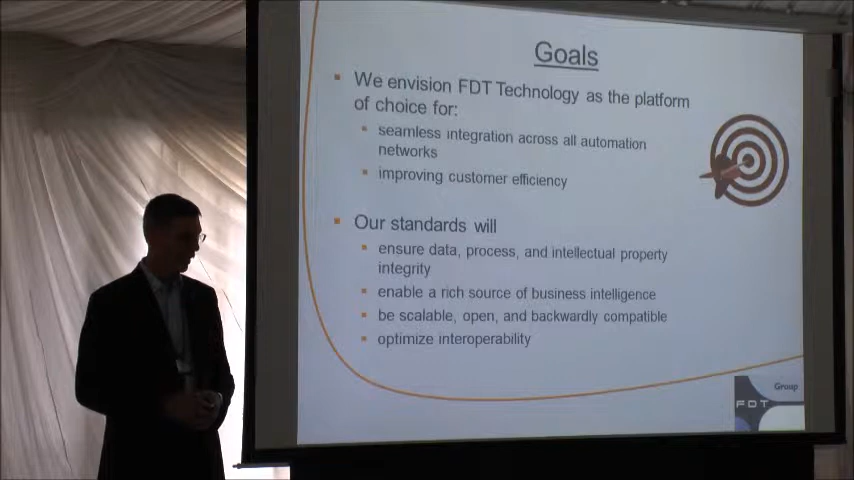 Goals
We envision FDT Technology as the platform
of choice for:
seamless integration across all automation
networks
improving customer efficiency
Our standards will
ensure data, process, and intellectual property
integrity
enable a rich source of business intelligence
be scalable, open, and backwardly compatible
optimize interoperability
Group
FDT